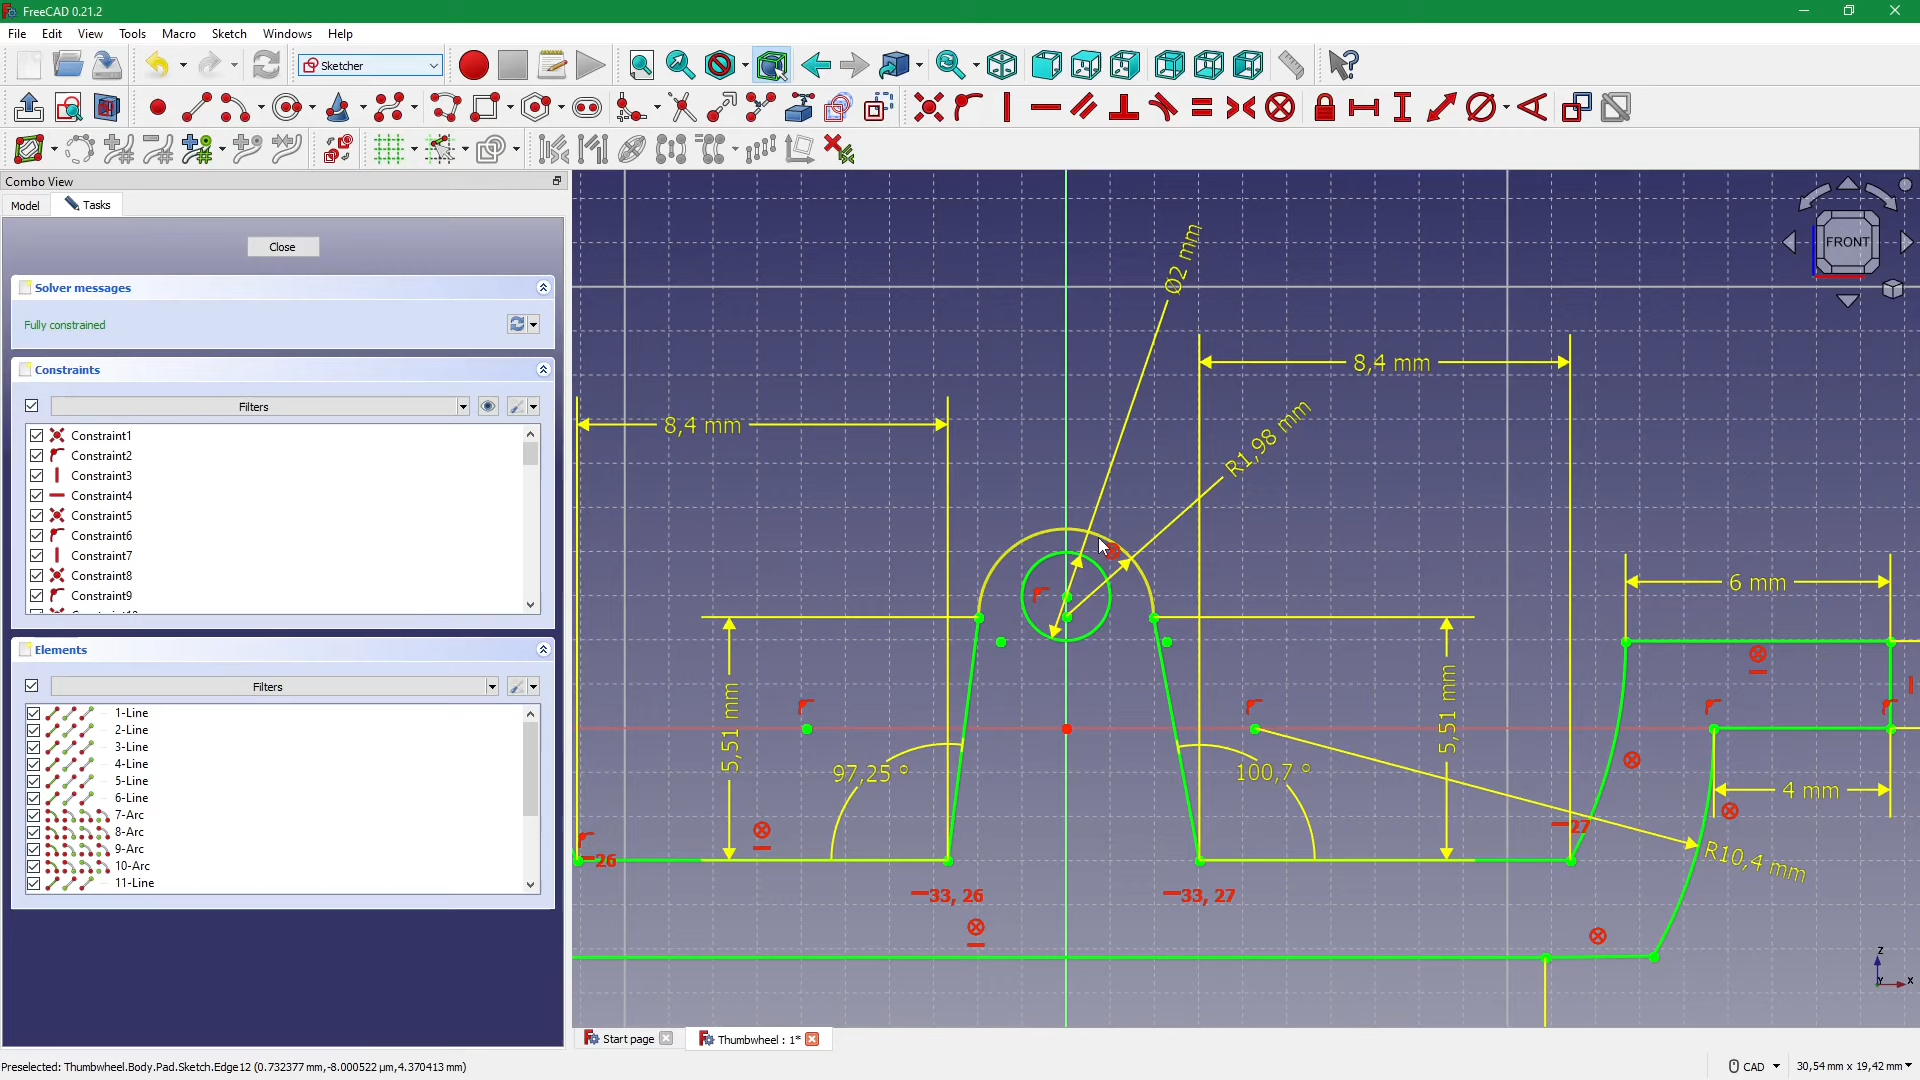 FreeCAD 0.21.2
File Edit View Tools Macro Sketch Windows Help
Sketcher
Combo View
Model Tasks
Close
Solver messages
Fully constrained
Constraints
Filters
Constraint1
Constraint2
Constraint3
Constraint4
Constraint5
Constraint6
Constraint7
Constraint8
Constraint9
Elements
Filters
1-Line
2-Line
3-Line
4-Line
5-Line
6-Line
7-Arc
8-Arc
9-Arc
10-Arc
11-Line
FRONT
Ø2 mm
8,4 mm
R1,98 mm
8,4 mm
6 mm
5,51 mm
5,51 mm
97,25 °
100,7 °
4 mm
27
R10,4 mm
26
33, 26
33, 27
Z
Y
X
Start page
Thumbwheel : 1*
Preselected: Thumbwheel.Body.Pad.Sketch.Edge12 (0.732377 mm,-8.000522 µm,4.370413 mm)
CAD
30,54 mm x 19,42 mm